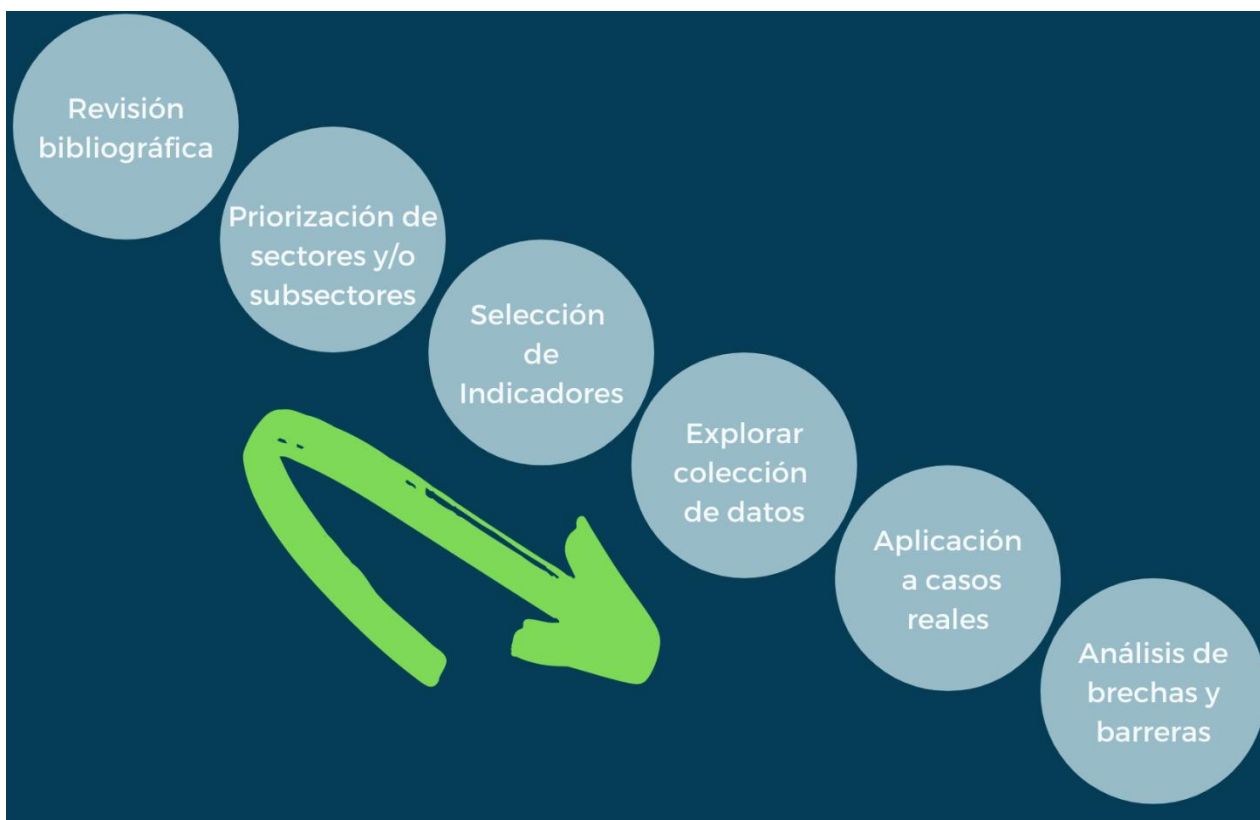 Revisión
bibliográfica
Priorización de
sectores y/o
subsectores
Selección
de
Indicadores
Explorar
colección
de datos
Aplicación
a casos
reales
Análisis de
brechas y
barreras